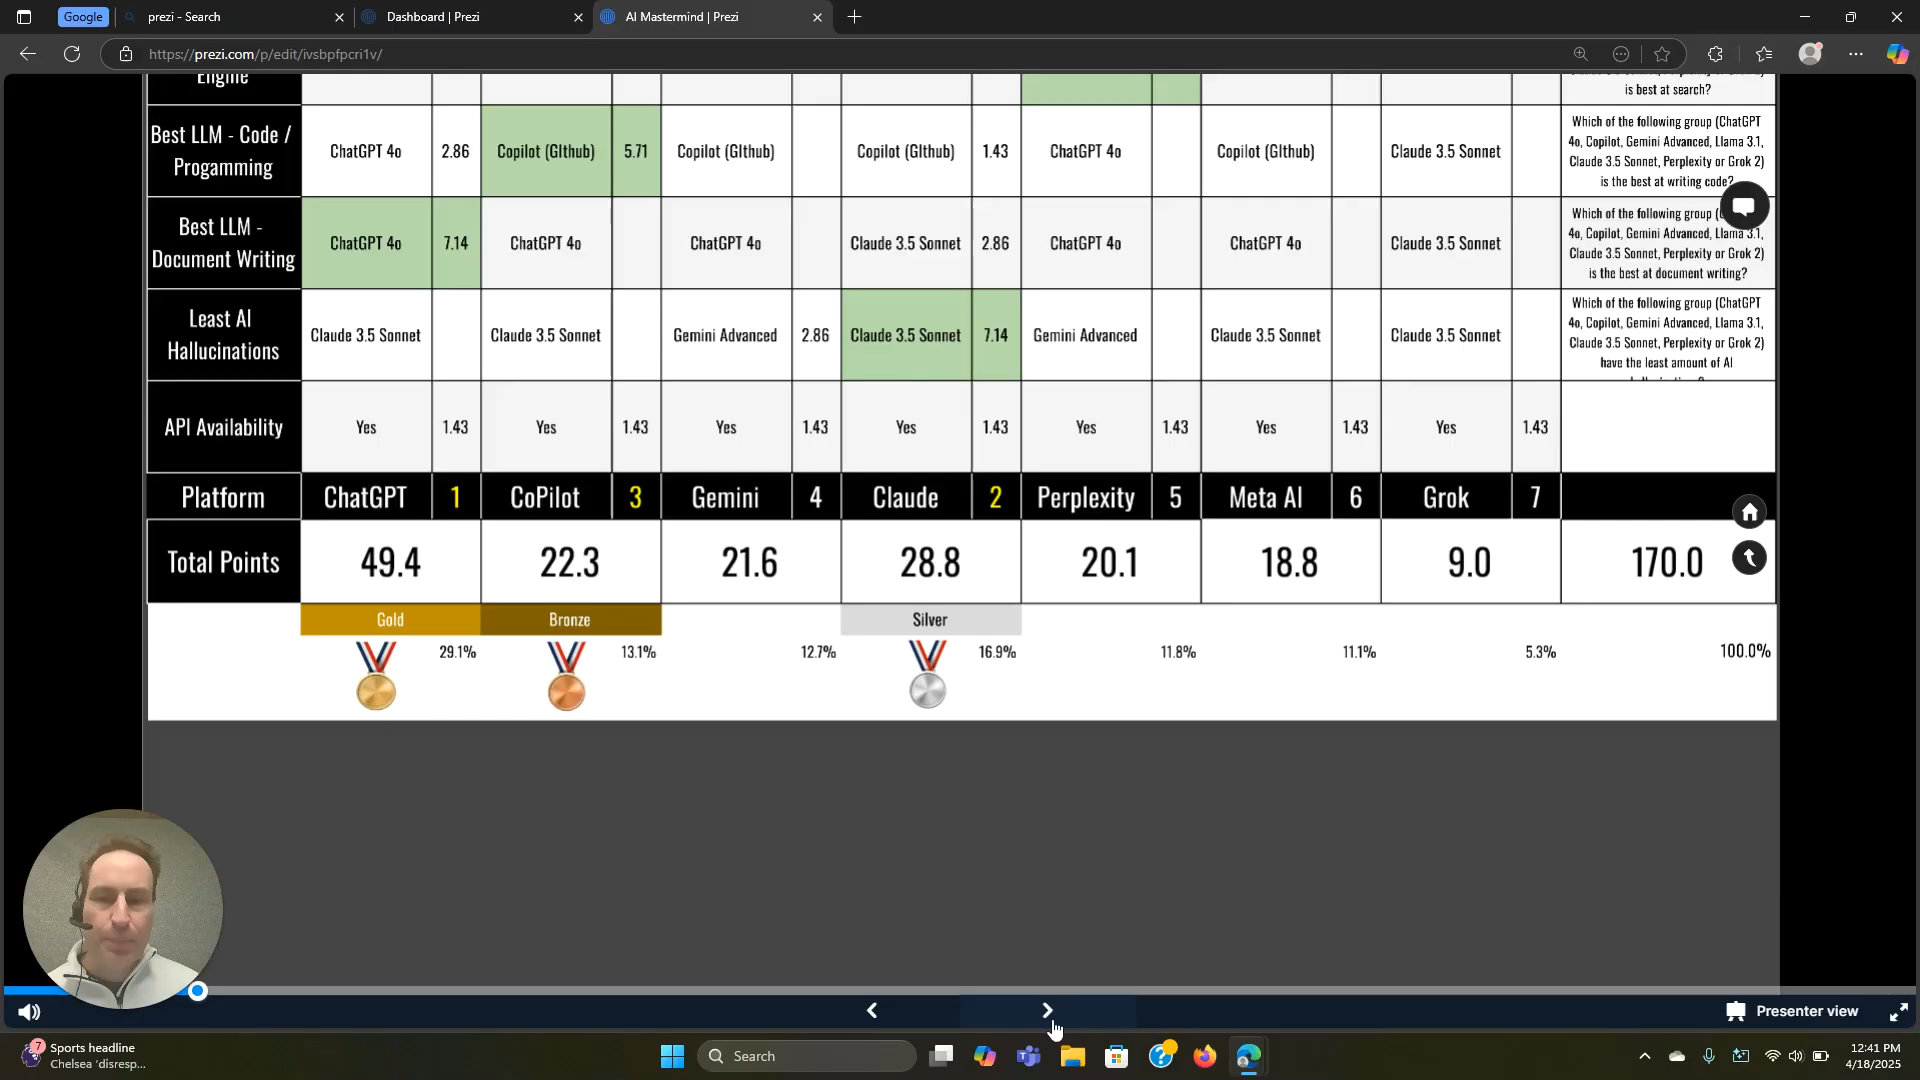 Google
prezi - Search
Dashboard | Prezi
AI Mastermind | Prezi
https://prezi.com/p/edit/ivsbpfpcri1v/
Engine
is best at search?
Best LLM - Code /
Progamming
ChatGPT 4o
2.86
Copilot (GIthub)
5.71
Copilot (GIthub)
Copilot (GIthub)
1.43
ChatGPT 4o
Copilot (GIthub)
Claude 3.5 Sonnet
Which of the following group (ChatGPT
4o, Copilot, Gemini Advanced, Llama 3.1,
Claude 3.5 Sonnet, Perplexity or Grok 2)
is the best at writing code?
Best LLM -
Document Writing
ChatGPT 4o
7.14
ChatGPT 4o
ChatGPT 4o
Claude 3.5 Sonnet
2.86
ChatGPT 4o
ChatGPT 4o
Claude 3.5 Sonnet
Which of the following group
4o, Copilot, Gemini Advanced, Llama 3.1,
Claude 3.5 Sonnet, Perplexity or Grok 2)
is the best at document writing?
Least AI
Hallucinations
Claude 3.5 Sonnet
Claude 3.5 Sonnet
Gemini Advanced
2.86
Claude 3.5 Sonnet
7.14
Gemini Advanced
Claude 3.5 Sonnet
Claude 3.5 Sonnet
Which of the following group (ChatGPT
4o, Copilot, Gemini Advanced, Llama 3.1,
Claude 3.5 Sonnet, Perplexity or Grok 2)
have the least amount of AI
API Availability
Yes
1.43
Yes
1.43
Yes
1.43
Yes
1.43
Yes
1.43
Yes
1.43
Yes
1.43
Platform
ChatGPT
1
CoPilot
3
Gemini
4
Claude
2
Perplexity
5
Meta AI
6
Grok
7
Total Points
49.4
22.3
21.6
28.8
20.1
18.8
9.0
170.0
Gold
Bronze
Silver
29.1%
13.1%
12.7%
16.9%
11.8%
11.1%
5.3%
100.0%
Presenter view
7
Sports headline
Chelsea 'disresp...
Search
12:41 PM
4/18/2025